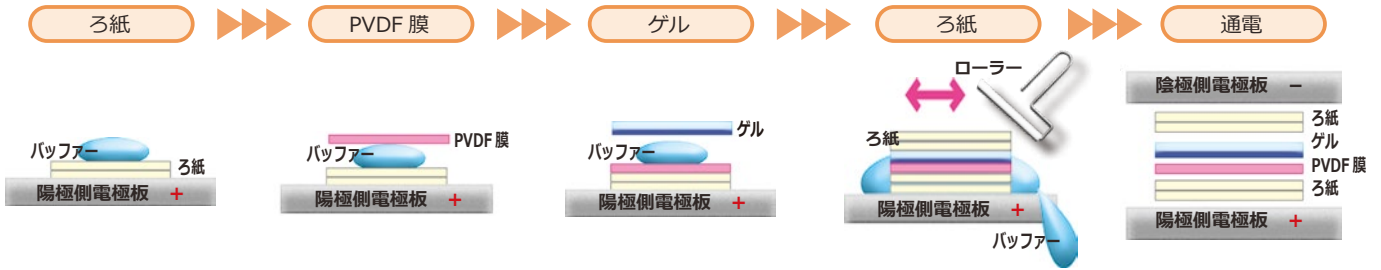 ろ紙
PVDF 膜
ゲル
ろ紙
通電
バッファー
ろ紙
陽極側電極板 +
PVDF 膜
バッファー
陽極側電極板 +
ゲル
バッファー
陽極側電極板 +
ローラー
ろ紙
陽極側電極板 +
バッファー
陰極側電極板 −
ろ紙
ゲル
PVDF 膜
ろ紙
陽極側電極板 +